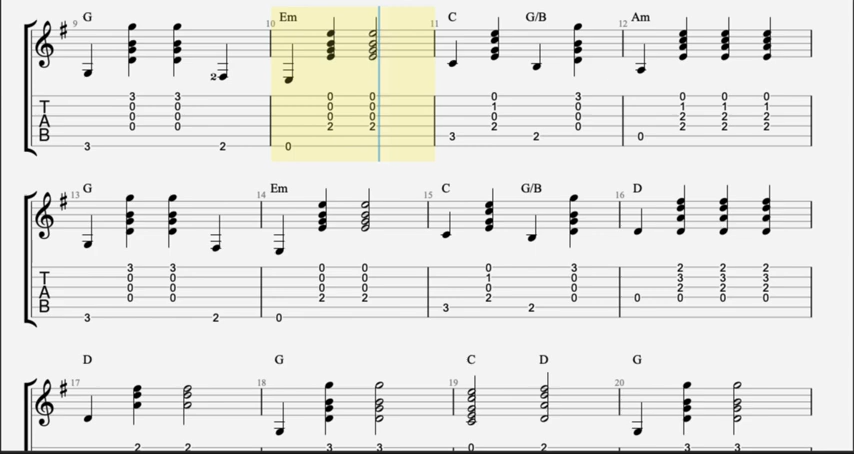 G Em C G/B Am
9 10 11 12
2
3 3 0 0 0 3 0 0 0
T 0 0 0 0 1 0 1 1 1
A 0 0 0 0 0 0 2 2 2
0 0 2 2 2 0 2 2 2
B 3 2 0
3 2 0
G Em C G/B D
13 14 15 16
3 3 0 0 0 3 2 2 2
T 0 0 0 0 1 0 3 3 3
A 0 0 0 0 0 0 2 2 2
0 0 2 2 2 0 0 0 0 0
B 3 2
3 2 0
D G C D G
17 18 19 20
2 2 3 3 0 2 3 3